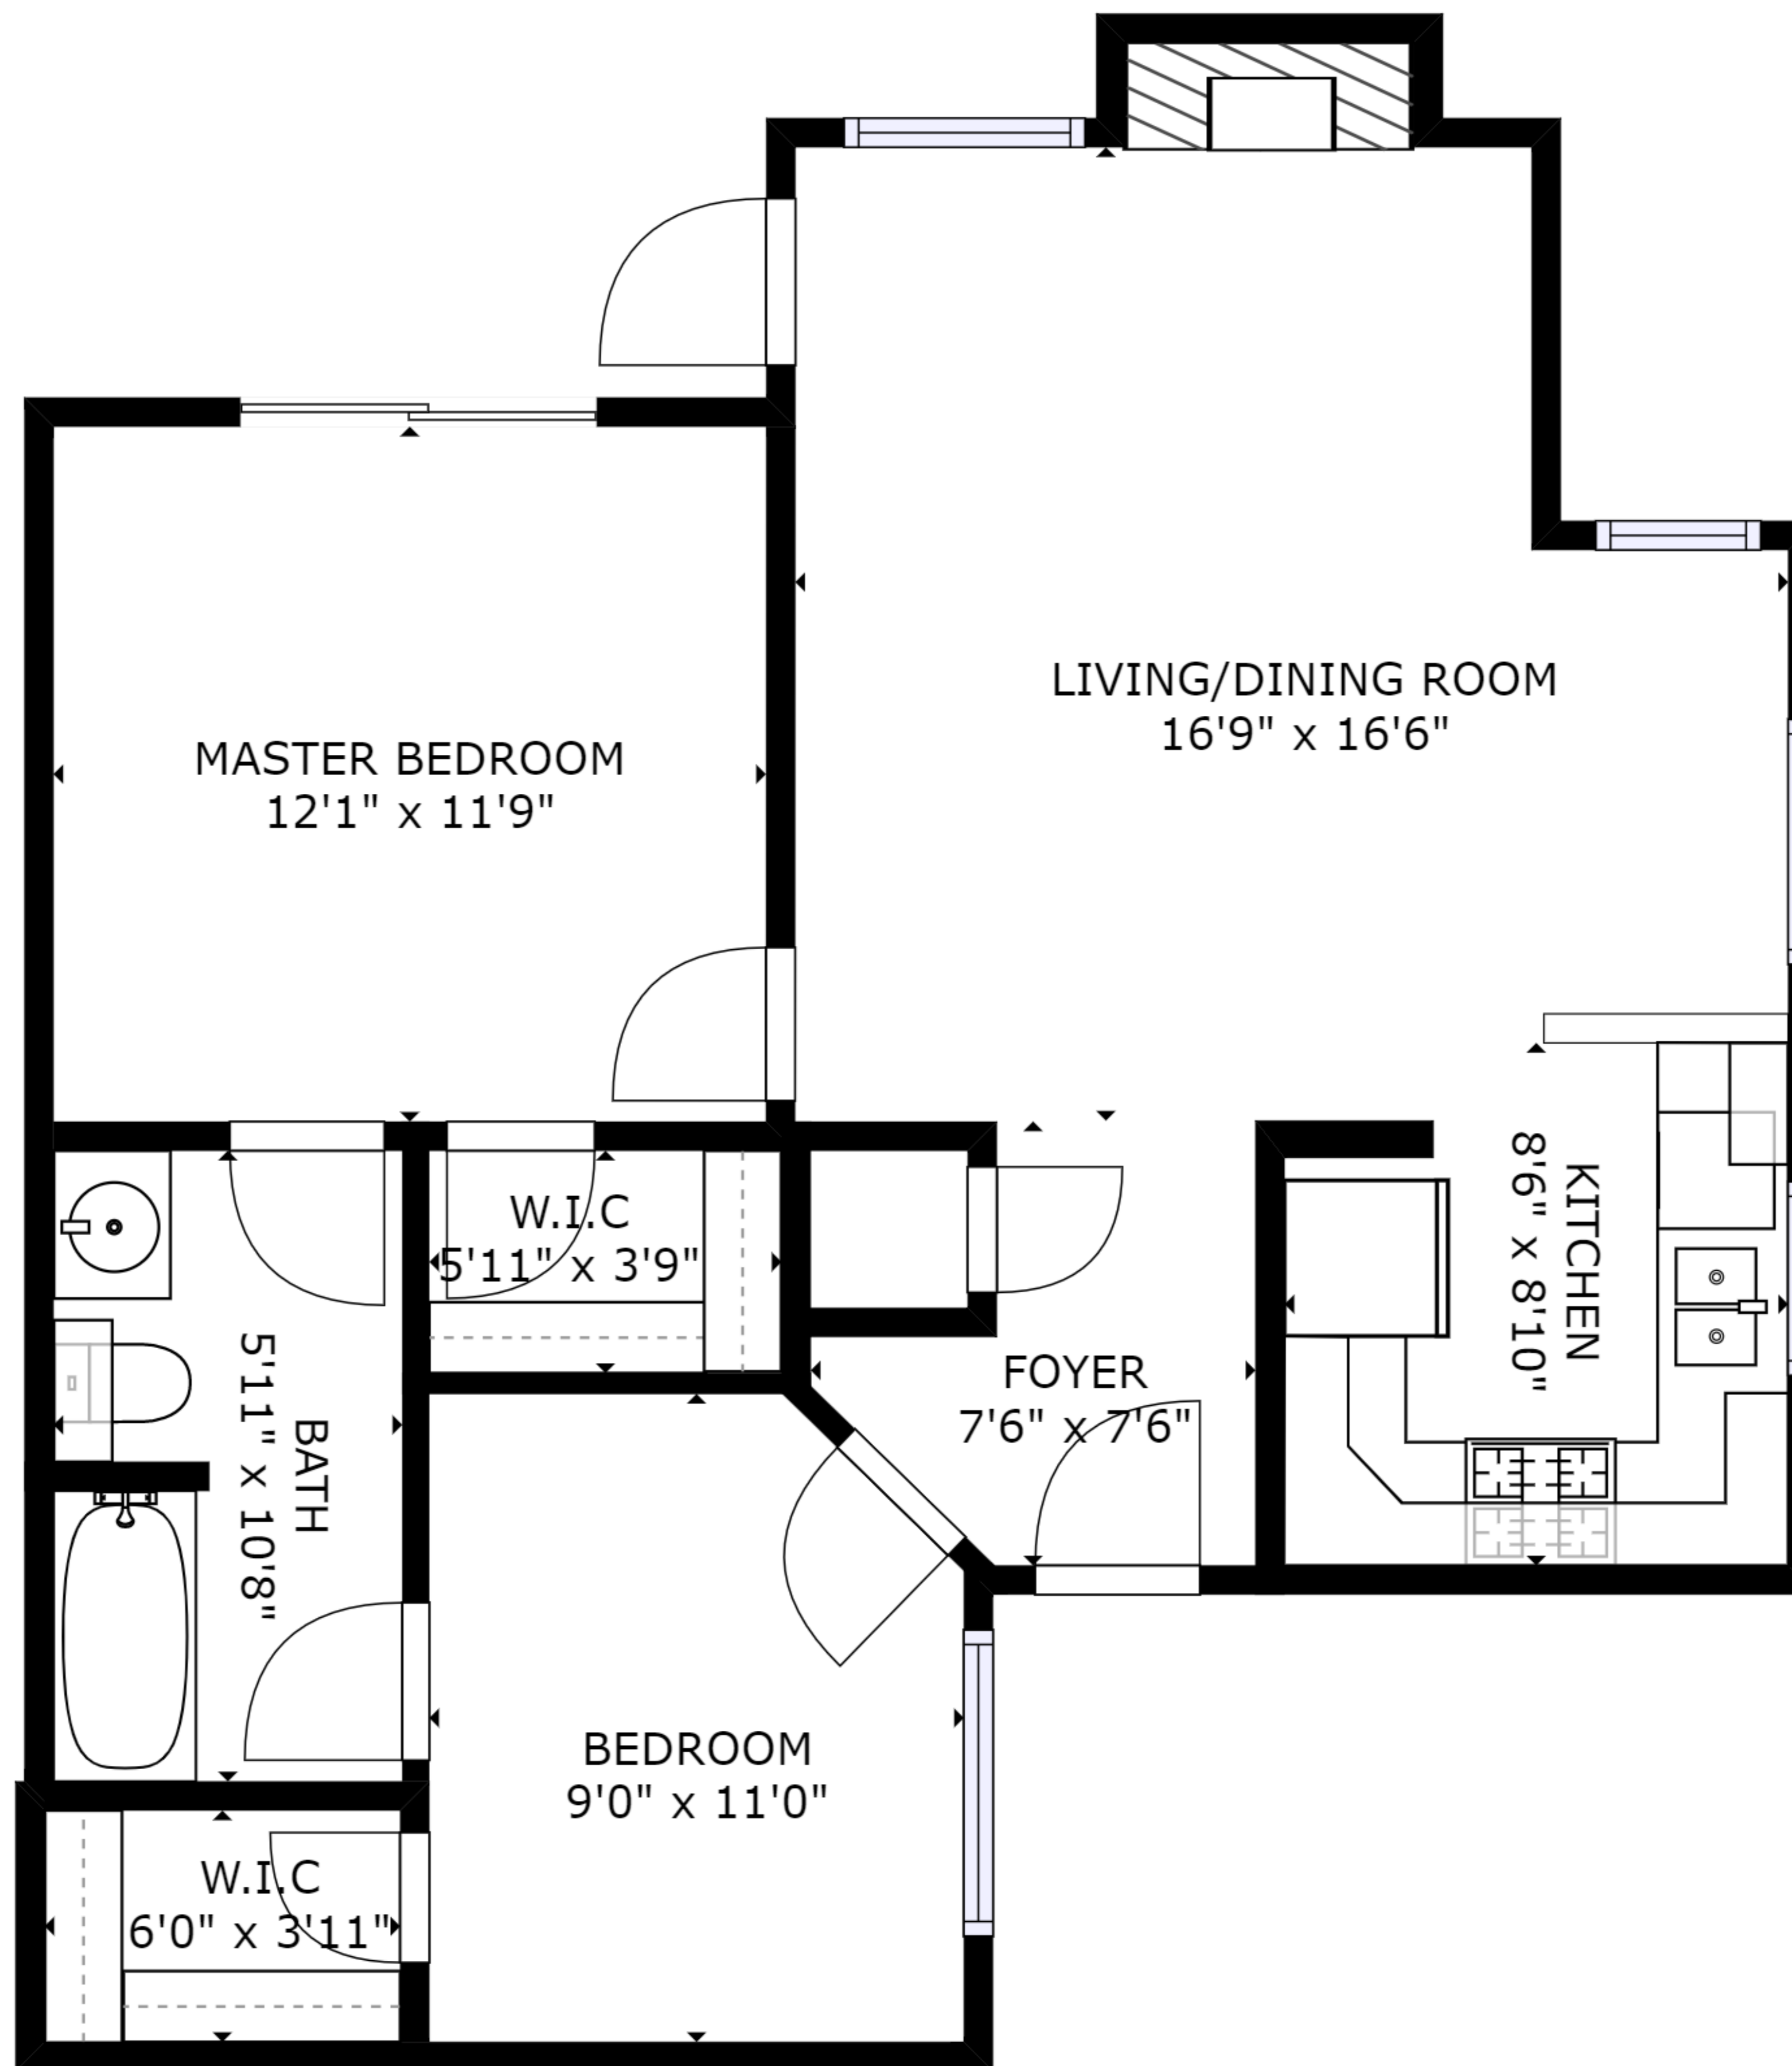 LIVING/DINING ROOM
16'9" x 16'6"
MASTER BEDROOM
12'1" x 11'9"
W.I.C
5'11" x 3'9"
KITCHEN
8'6" x 8'10"
FOYER
7'6" x 7'6"
BATH
5'11" x 10'8"
BEDROOM
9'0" x 11'0"
W.I.C
6'0" x 3'11"